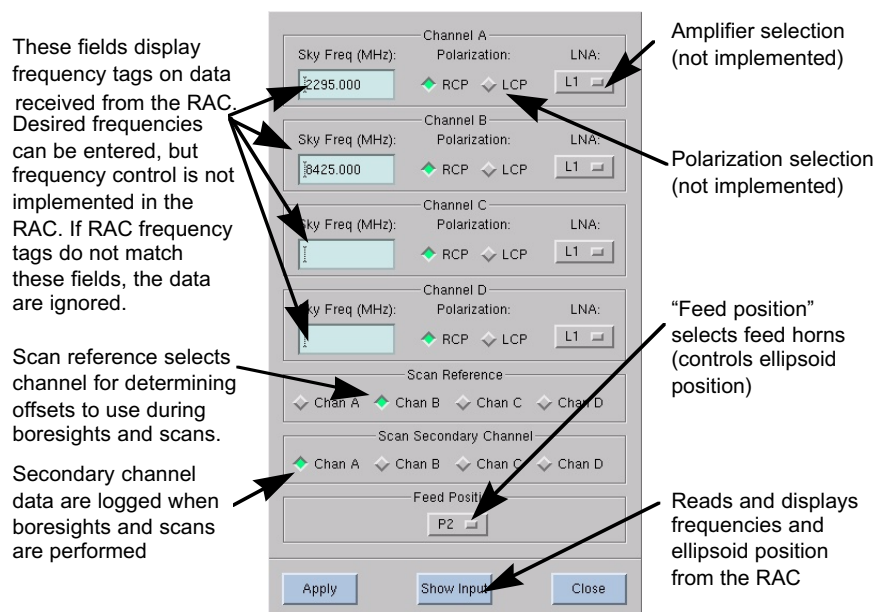 These fields display
frequency tags on data
received from the RAC.
Desired frequencies
can be entered, but
frequency control is not
implemented in the
RAC. If RAC frequency
tags do not match
these fields, the data
are ignored.
Scan reference selects
channel for determining
offsets to use during
boresights and scans.
Secondary channel
data are logged when
boresights and scans
are performed
Channel A
Sky Freq (MHz): Polarization: LNA:
2295.000 RCP LCP L1
Channel B
Sky Freq (MHz): Polarization: LNA:
8425.000 RCP LCP L1
Channel C
Sky Freq (MHz): Polarization: LNA:
RCP LCP L1
Channel D
Sky Freq (MHz): Polarization: LNA:
RCP LCP L1
Scan Reference
Chan A Chan B Chan C Chan D
Scan Secondary Channel
Chan A Chan B Chan C Chan D
Feed Position
P2
Apply Show Input Close
Amplifier selection
(not implemented)
Polarization selection
(not implemented)
“Feed position”
selects feed horns
(controls ellipsoid
position)
Reads and displays
frequencies and
ellipsoid position
from the RAC